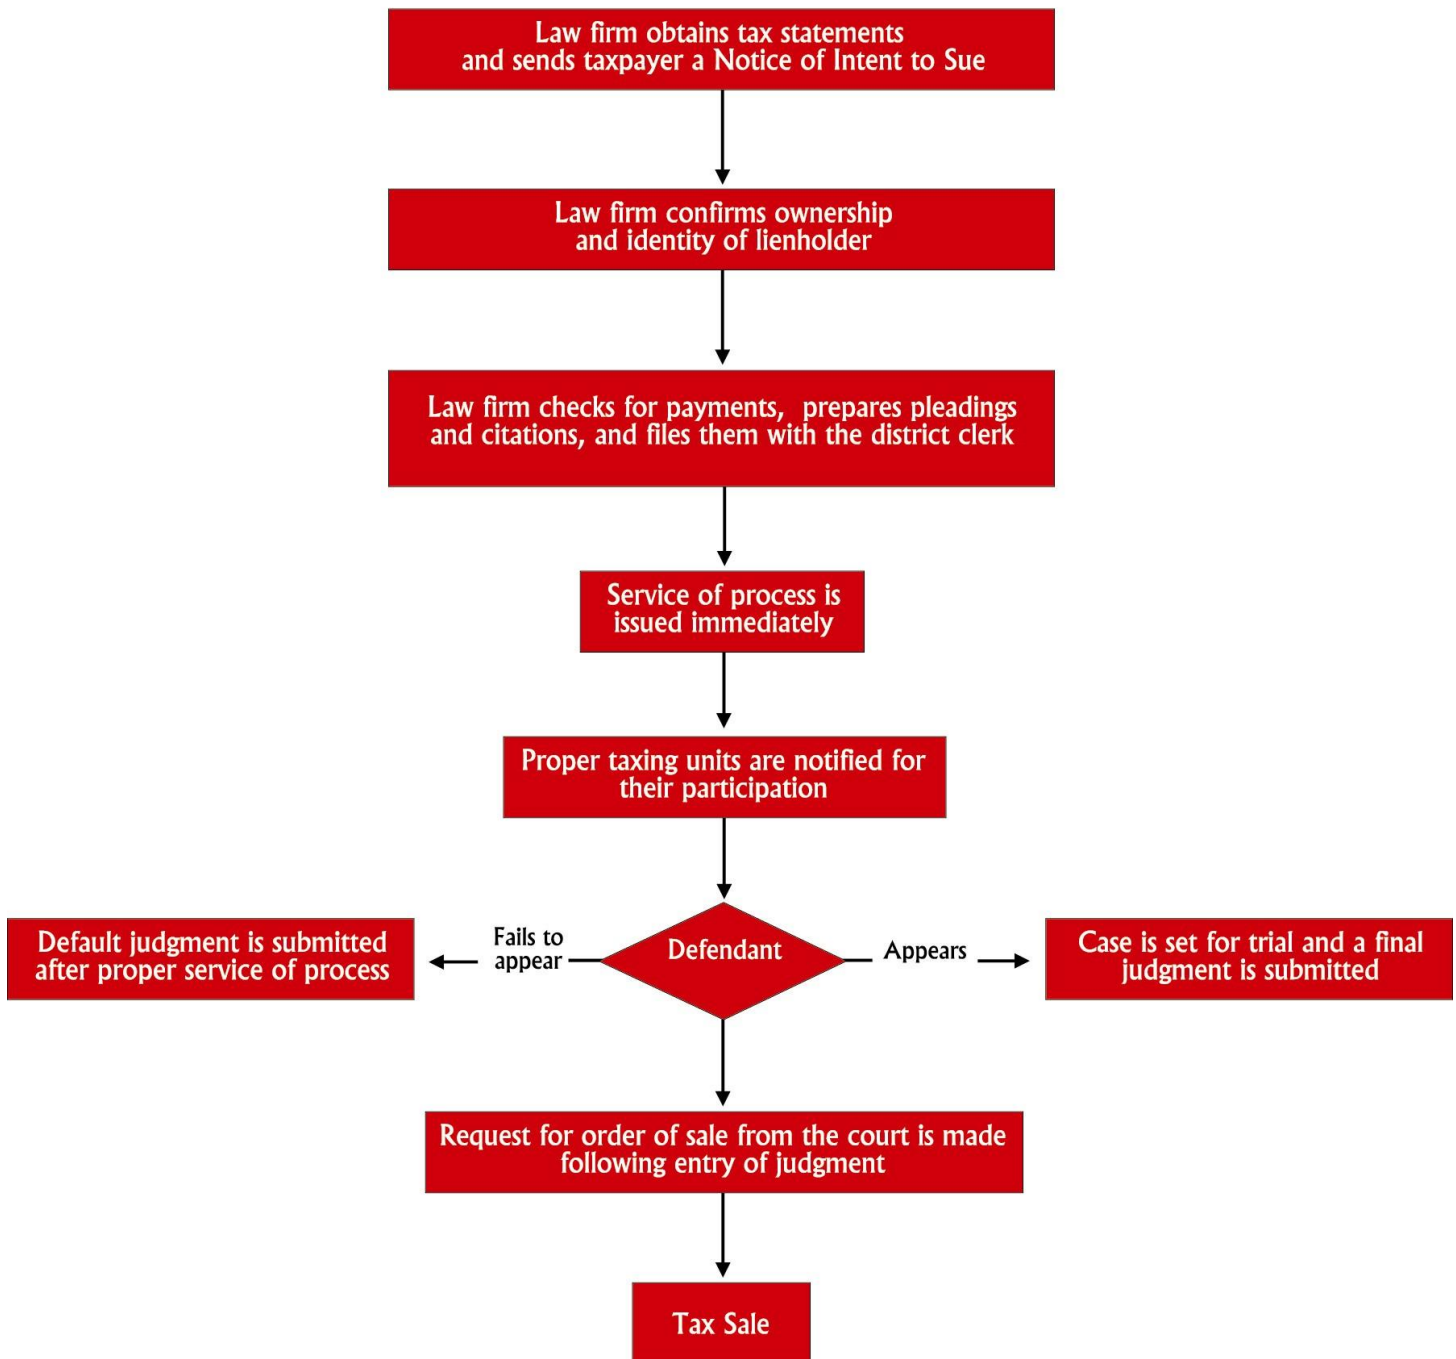 Law firm obtains tax statements
and sends taxpayer a Notice of Intent to Sue
Law firm confirms ownership
and identity of lienholder
Law firm checks for payments,  prepares pleadings
and citations, and files them with the district clerk
Service of process is
issued immediately
Proper taxing units are notified for
their participation
Default judgment is submitted
after proper service of process
Fails to
appear
Defendant
Appears
Case is set for trial and a final
judgment is submitted
Request for order of sale from the court is made
following entry of judgment
Tax Sale